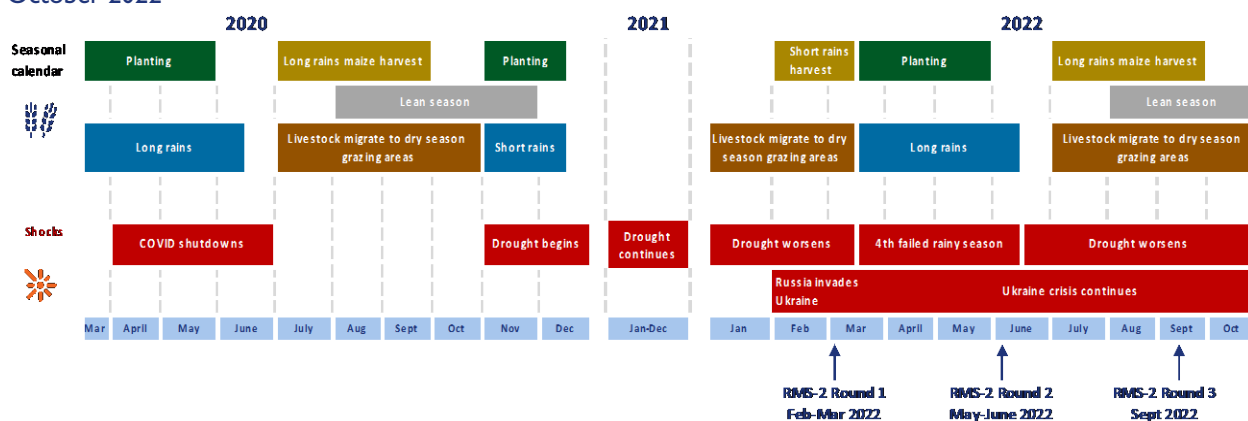 October 2022
2020
2021
2022
Seasonal
calendar
Planting
Long rains maize harvest
Planting
Short rains
harvest
Planting
Long rains maize harvest
Lean season
Lean season
Long rains
Livestock migrate to dry season
grazing areas
Short rains
Livestock migrate to dry
season grazing areas
Long rains
Livestock migrate to dry season
grazing areas
Shocks
COVID shutdowns
Drought begins
Drought
continues
Drought worsens
4th failed rainy season
Drought worsens
Russia invades
Ukraine
Ukraine crisis continues
Mar
April
May
June
July
Aug
Sept
Oct
Nov
Dec
Jan-Dec
Jan
Feb
Mar
April
May
June
July
Aug
Sept
Oct
RMS-2 Round 1
Feb-Mar 2022
RMS-2 Round 2
May-June 2022
RMS-2 Round 3
Sept 2022